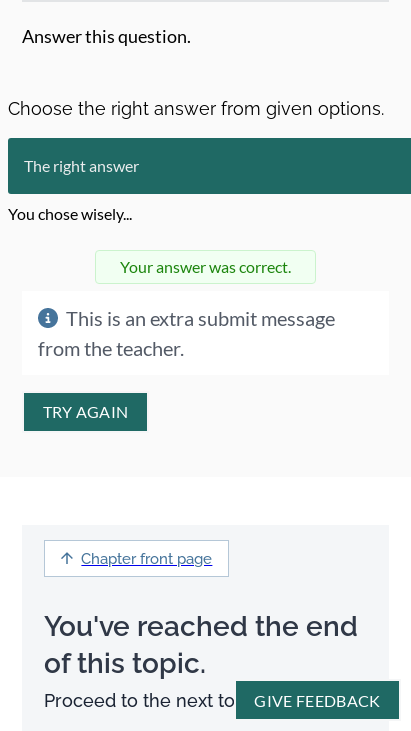 Answer this question.
Choose the right answer from given options.
The right answer
You chose wisely...
Your answer was correct.
This is an extra submit message
from the teacher.
TRY AGAIN
Chapter front page
You've reached the end
of this topic.
Proceed to the next to
GIVE FEEDBACK